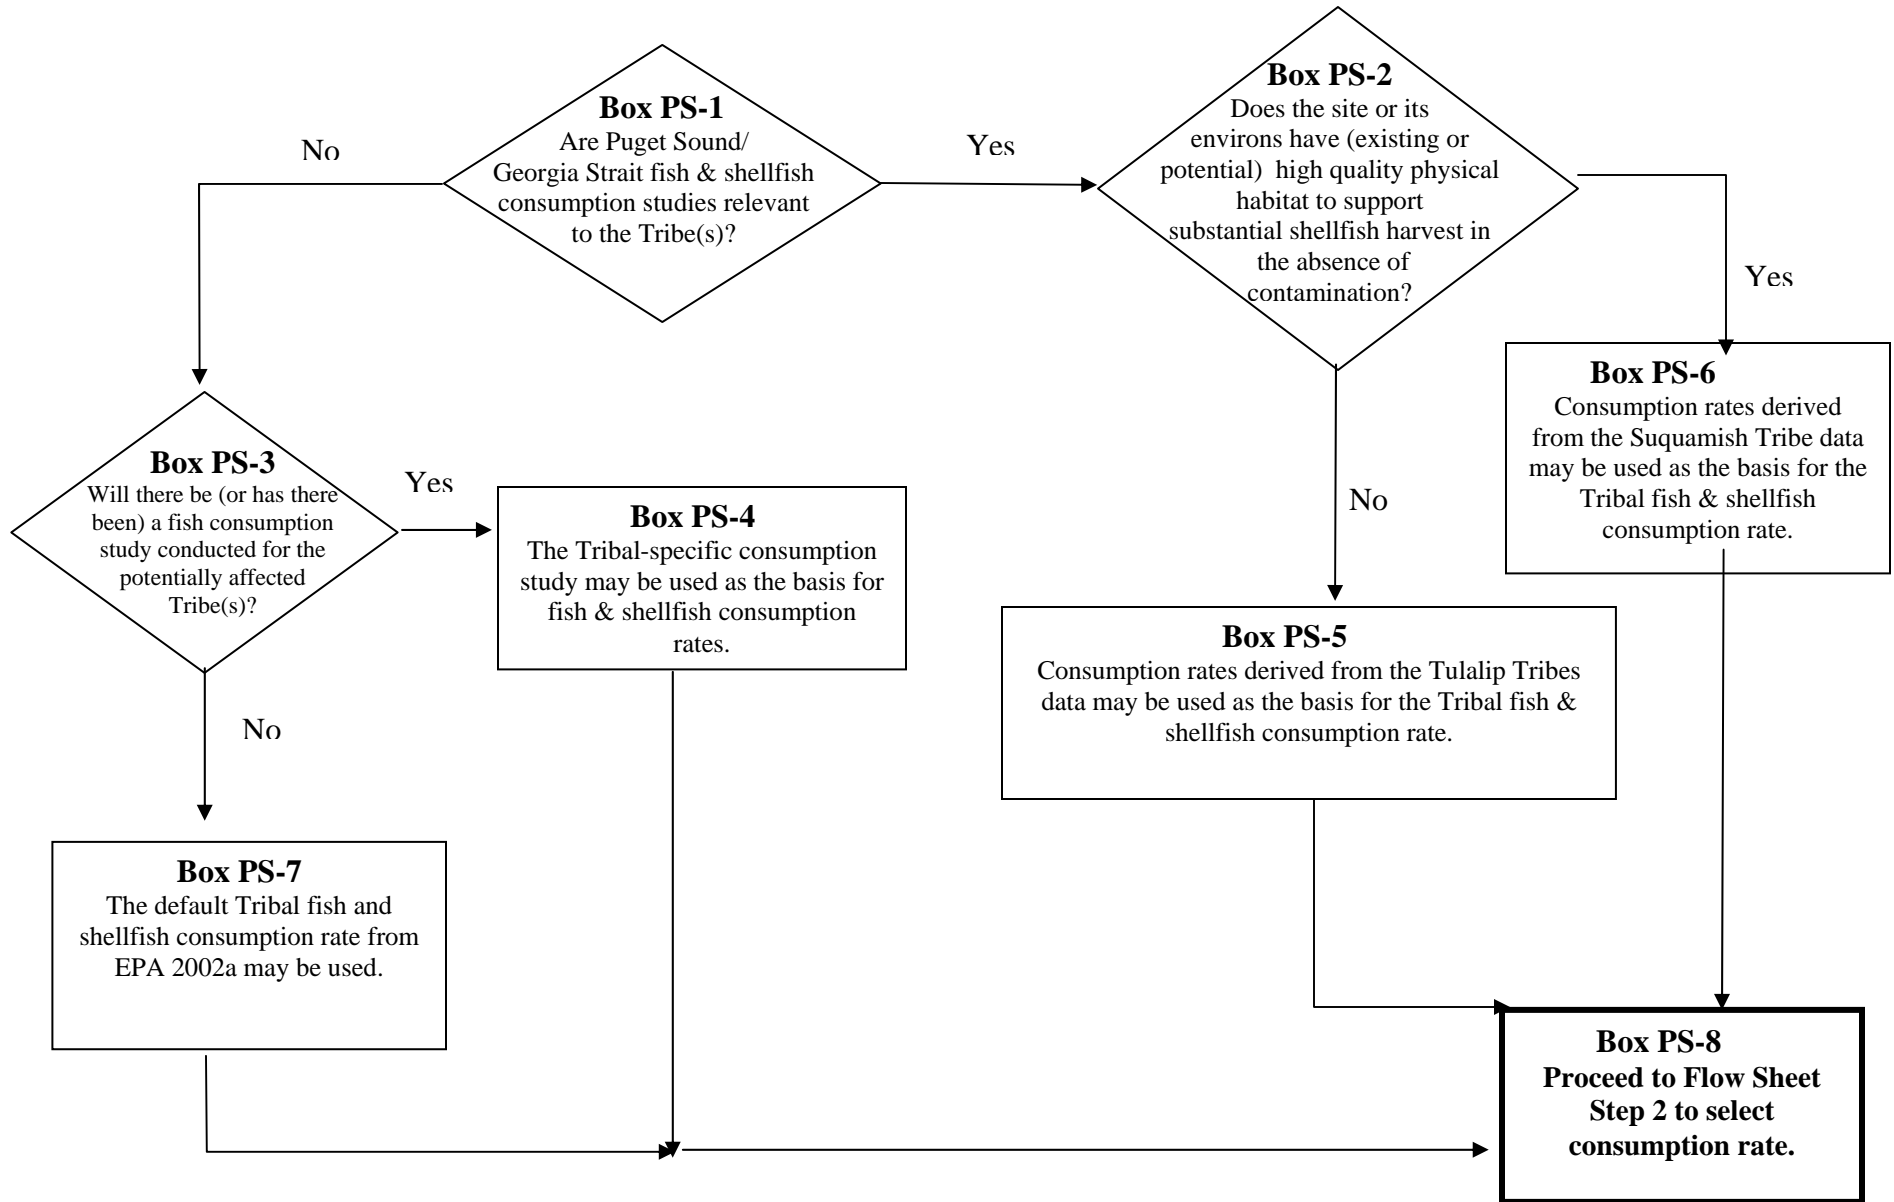 Box PS-1
Are Puget Sound/
Georgia Strait fish & shellfish
consumption studies relevant
to the Tribe(s)?
No
Yes
Box PS-2
Does the site or its
environs have (existing or
potential) high quality physical
habitat to support
substantial shellfish harvest in
the absence of
contamination?
Yes
No
Box PS-3
Will there be (or has there
been) a fish consumption
study conducted for the
potentially affected
Tribe(s)?
Yes
No
Box PS-4
The Tribal-specific consumption
study may be used as the basis for
fish & shellfish consumption
rates.
Box PS-6
Consumption rates derived
from the Suquamish Tribe data
may be used as the basis for the
Tribal fish & shellfish
consumption rate.
Box PS-5
Consumption rates derived from the Tulalip Tribes
data may be used as the basis for the Tribal fish &
shellfish consumption rate.
Box PS-7
The default Tribal fish and
shellfish consumption rate from
EPA 2002a may be used.
Box PS-8
Proceed to Flow Sheet
Step 2 to select
consumption rate.